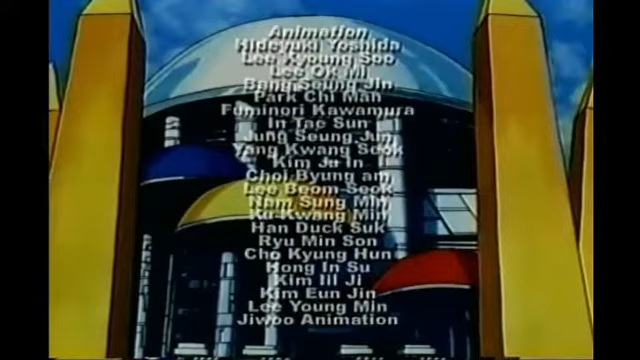 Animation
Hideyuki Yoshida
Lee Kyoung Soo
Lee Ok Mi
Bang Seung Jin
Park Chi Man
Fuminori Kawamura
In Tae Sun
Jung Seung Jun
Yang Kwang Seok
Kim Ju In
Choi Byung am
Lee Beom Seok
Nam Sung Min
Ku Kwang Min
Han Duck Suk
Ryu Min Son
Cho Kyung Hun
Hong In Su
Kim Ill Ji
Kim Eun Jin
Lee Young Min
Jiwoo Animation